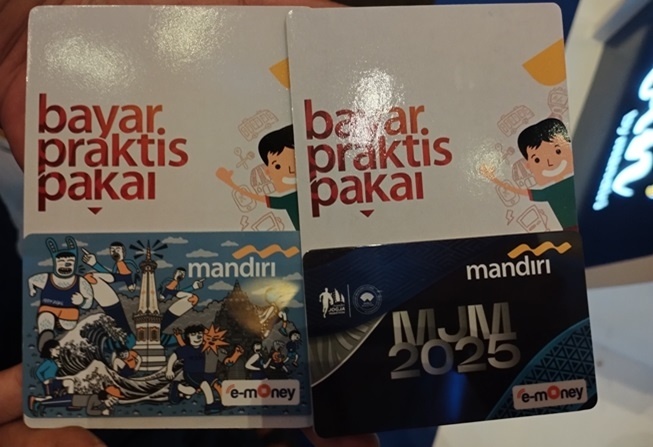 bayar
praktis
pakai
bayar
praktis
pakai
mandiri
e-money
mandiri
MJM
2025
e-money